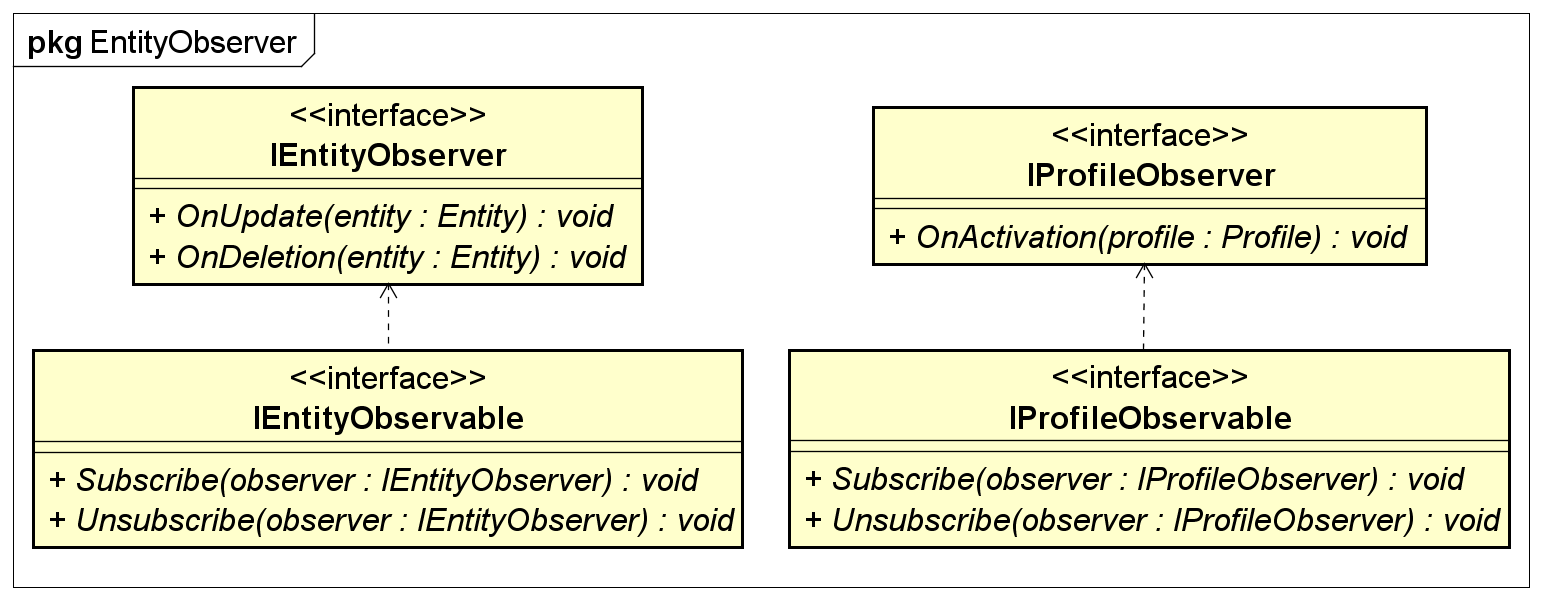 pkg EntityObserver
<<interface>>
IEntityObserver
+ OnUpdate(entity : Entity) : void
+ OnDeletion(entity : Entity) : void
<<interface>>
IProfileObserver
+ OnActivation(profile : Profile) : void
<<interface>>
IEntityObservable
+ Subscribe(observer : IEntityObserver) : void
+ Unsubscribe(observer : IEntityObserver) : void
<<interface>>
IProfileObservable
+ Subscribe(observer : IProfileObserver) : void
+ Unsubscribe(observer : IProfileObserver) : void